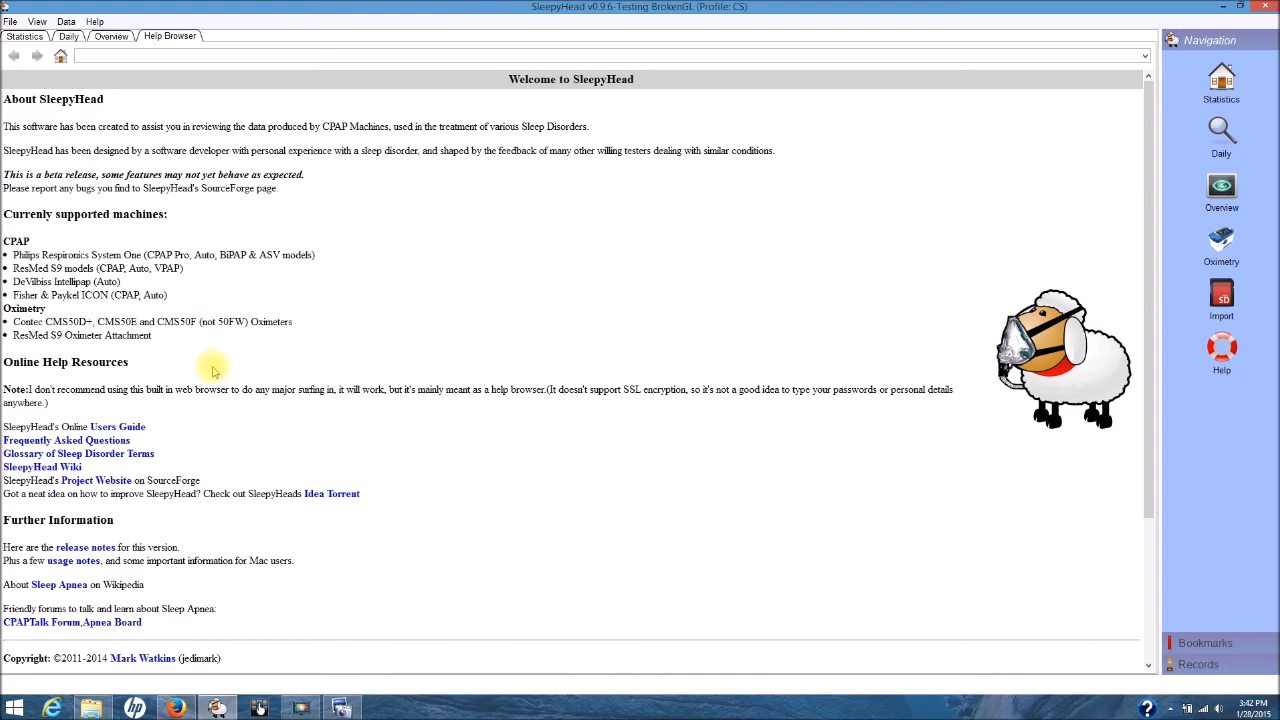 SleepyHead v0.9.6-Testing BrokenGL (Profile: CS)
File View Data Help
Statistics Daily Overview Help Browser
Navigation
Welcome to SleepyHead
About SleepyHead
This software has been created to assist you in reviewing the data produced by CPAP Machines, used in the treatment of various Sleep Disorders.
SleepyHead has been designed by a software developer with personal experience with a sleep disorder, and shaped by the feedback of many other willing testers dealing with similar conditions.
This is a beta release, some features may not yet behave as expected.
Please report any bugs you find to SleepyHead's SourceForge page.
Currenly supported machines:
CPAP
• Philips Respironics System One (CPAP Pro, Auto, BiPAP & ASV models)
• ResMed S9 models (CPAP, Auto, VPAP)
• DeVilbiss Intellipap (Auto)
• Fisher & Paykel ICON (CPAP, Auto)
Oximetry
• Contec CMS50D+, CMS50E and CMS50F (not 50FW) Oximeters
• ResMed S9 Oximeter Attachment
Online Help Resources
Note:I don't recommend using this built in web browser to do any major surfing in, it will work, but it's mainly meant as a help browser.(It doesn't support SSL encryption, so it's not a good idea to type your passwords or personal details
anywhere.)
SleepyHead's Online Users Guide
Frequently Asked Questions
Glossary of Sleep Disorder Terms
SleepyHead Wiki
SleepyHead's Project Website on SourceForge
Got a neat idea on how to improve SleepyHead? Check out SleepyHeads Idea Torrent
Further Information
Here are the release notes for this version.
Plus a few usage notes, and some important information for Mac users.
About Sleep Apnea on Wikipedia
Friendly forums to talk and learn about Sleep Apnea:
CPAPTalk Forum,Apnea Board
Copyright: ©2011-2014 Mark Watkins (jedimark)
Statistics
Daily
Overview
Oximetry
SD
Import
Help
Bookmarks
Records
hp
3:42 PM
1/28/2015